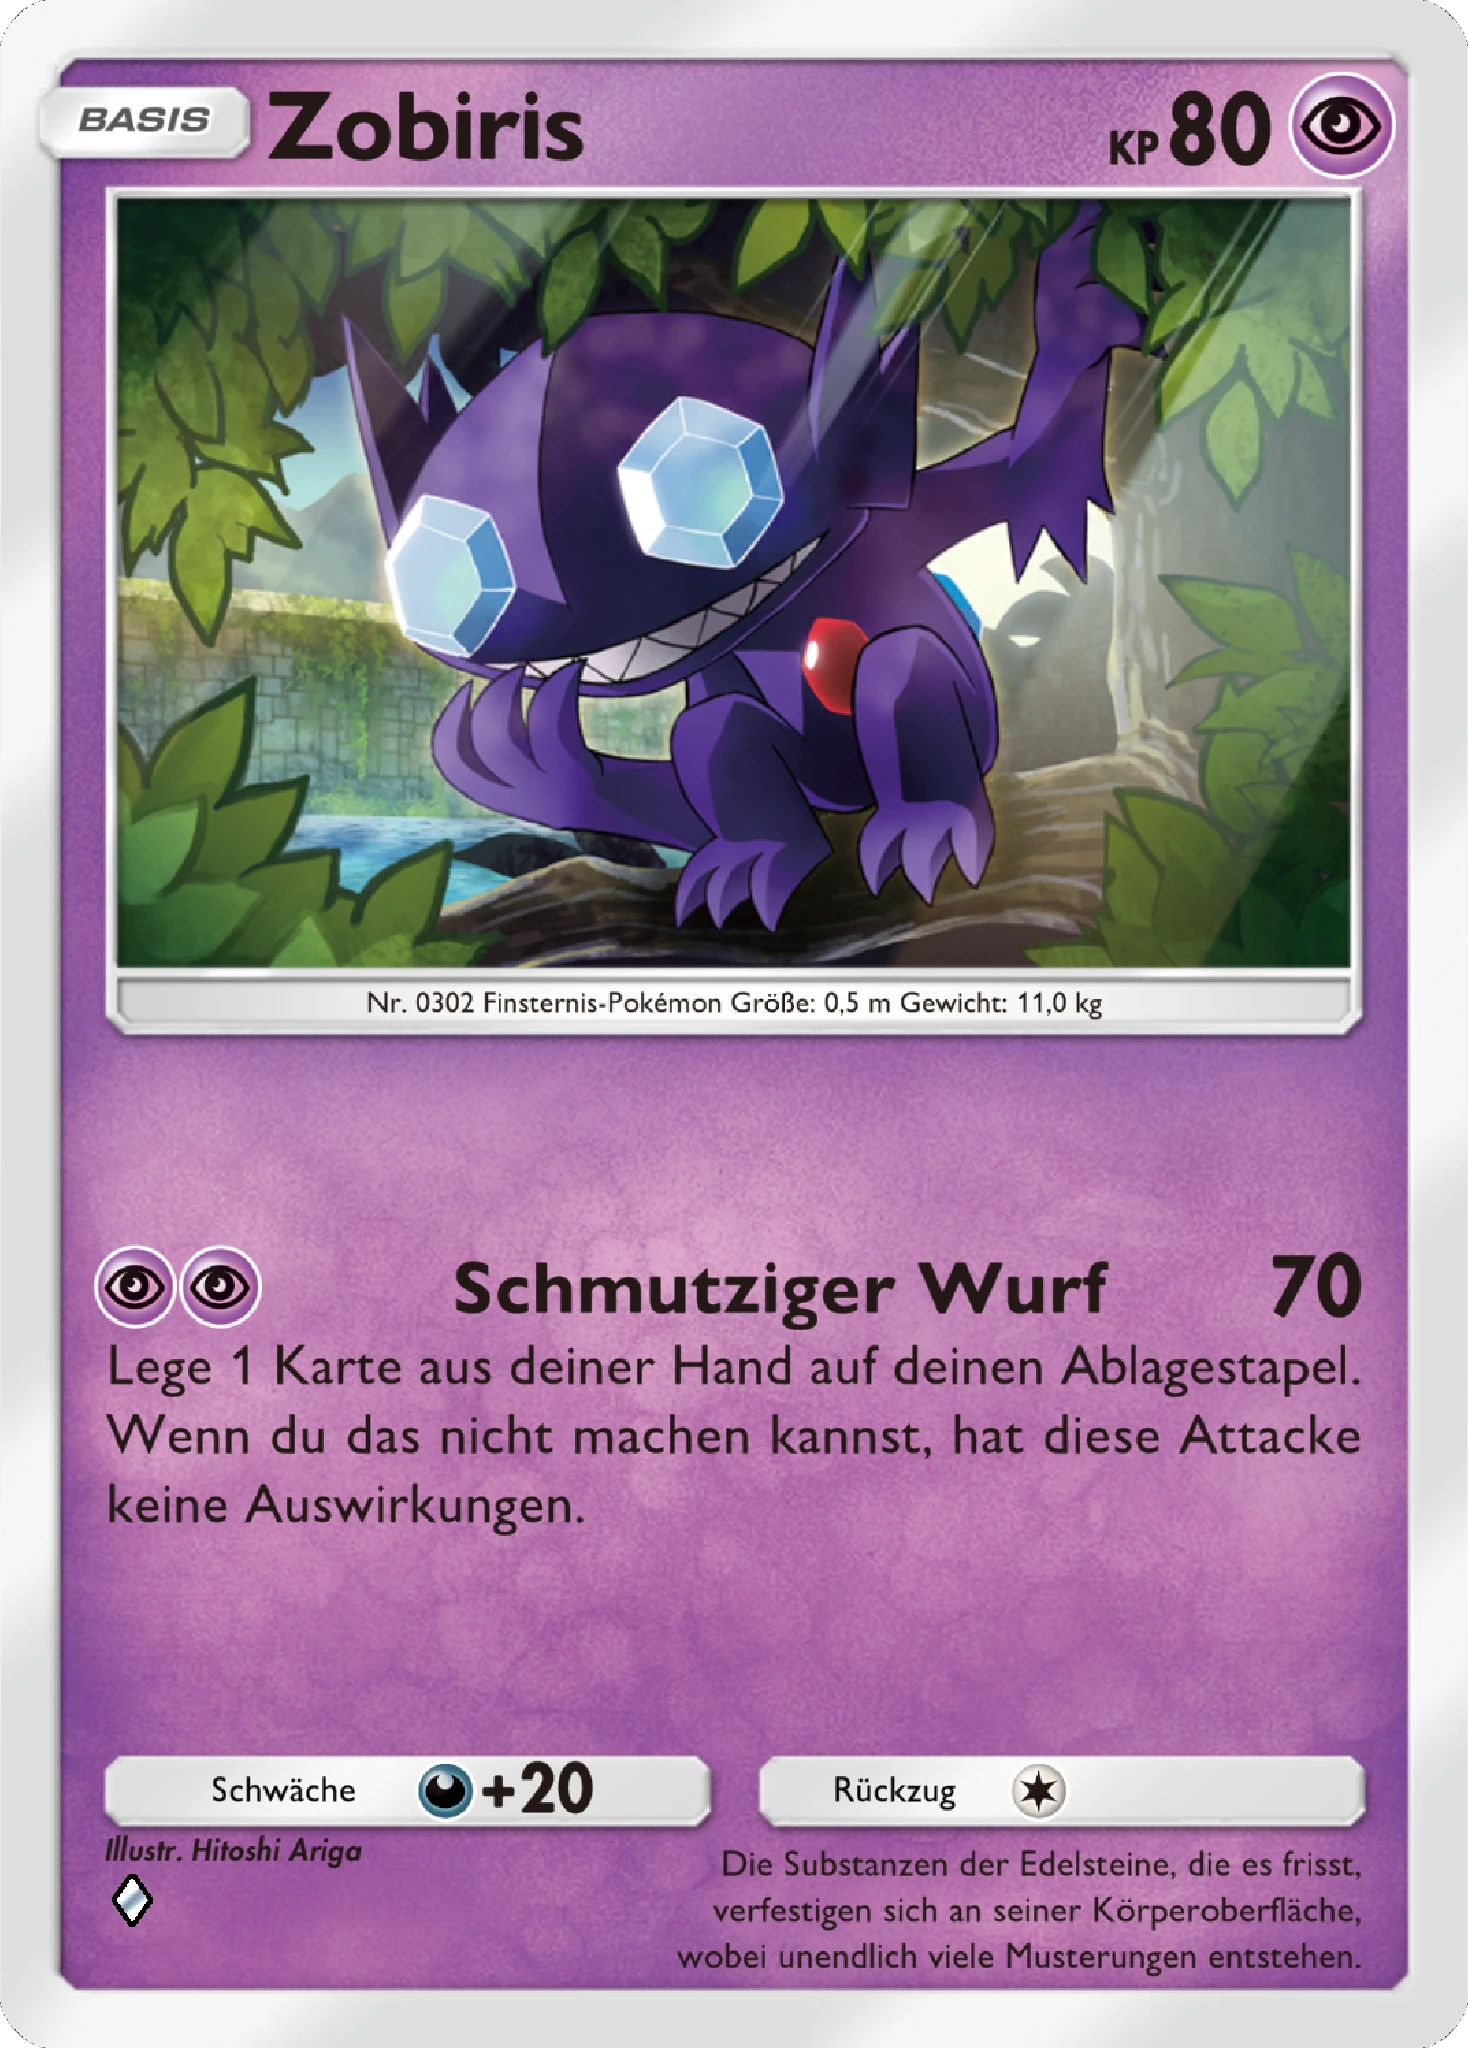 BASIS
Zobiris
KP 80
Nr. 0302 Finsternis-Pokémon Größe: 0,5 m Gewicht: 11,0 kg
Schmutziger Wurf 70
Lege 1 Karte aus deiner Hand auf deinen Ablagestapel.
Wenn du das nicht machen kannst, hat diese Attacke
keine Auswirkungen.
Schwäche +20
Rückzug
Illustr. Hitoshi Ariga
Die Substanzen der Edelsteine, die es frisst,
verfestigen sich an seiner Körperoberfläche,
wobei unendlich viele Musterungen entstehen.